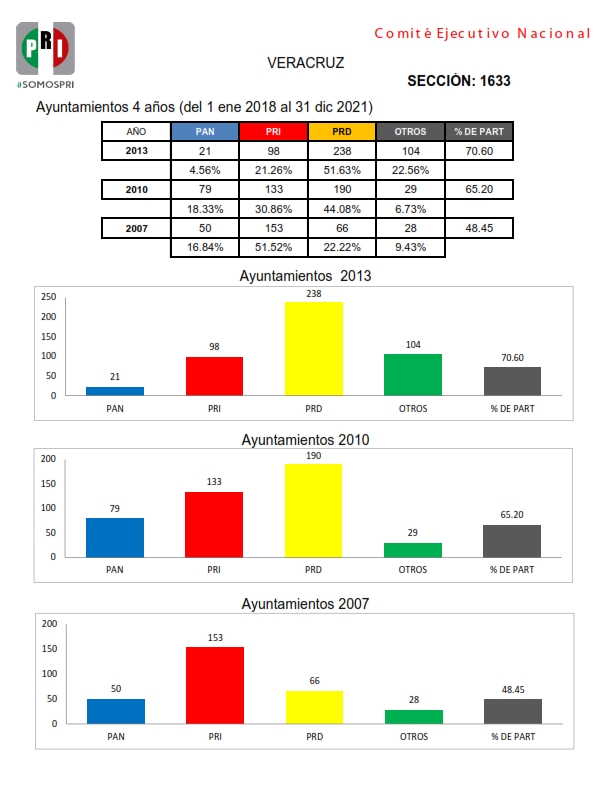 Comité Ejecutivo Nacional
PRI
#SOMOSPRI
VERACRUZ
SECCIÓN: 1633
Ayuntamientos 4 años (del 1 ene 2018 al 31 dic 2021)
AÑO PAN PRI PRD OTROS % DE PART
2013 21 98 238 104 70.60
4.56% 21.26% 51.63% 22.56%
2010 79 133 190 29 65.20
18.33% 30.86% 44.08% 6.73%
2007 50 153 66 28 48.45
16.84% 51.52% 22.22% 9.43%
Ayuntamientos 2013
250
200
150
100
50
0
21 98 238 104 70.60
PAN PRI PRD OTROS % DE PART
Ayuntamientos 2010
200
150
100
50
0
79 133 190 29 65.20
PAN PRI PRD OTROS % DE PART
Ayuntamientos 2007
200
150
100
50
0
50 153 66 28 48.45
PAN PRI PRD OTROS % DE PART